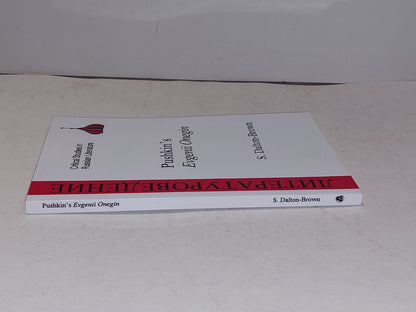 Critical Studies in
Russian Literature
Pushkin's
Evgenii Onegin
S. Dalton-Brown
ЛИТЕРАТУРОВЕДЕНИЕ
Pushkin's Evgenii Onegin
S. Dalton-Brown